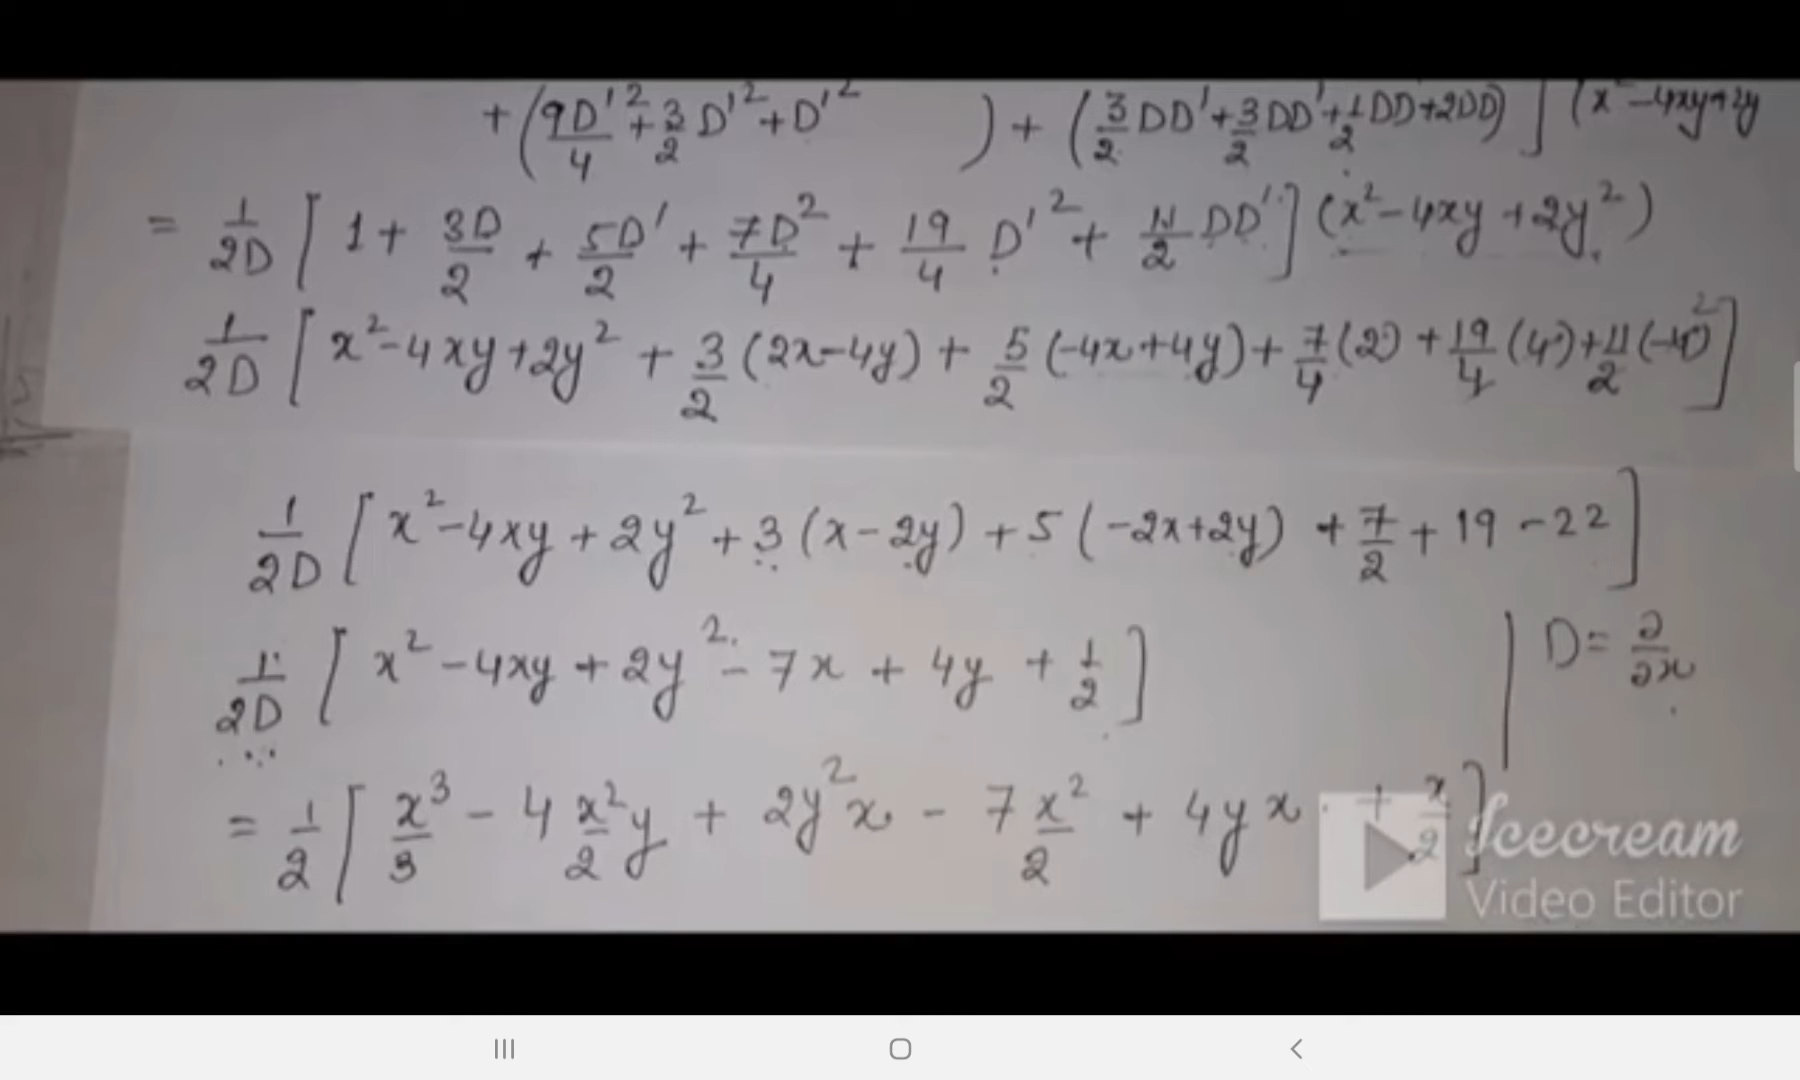 + (9D'²/4 + 3/2 D'² + D'² ) + (3/2 DD' + 3/2 DD' + 1/2 DD + 2DD) ] (x² - 4xy + 2y
= 1/2D [ 1 + 3D/2 + 5D'/2 + 7D²/4 + 19/4 D'² + 11/2 DD' ] (x² - 4xy + 2y²)
1/2D [ x² - 4xy + 2y² + 3/2 (2x - 4y) + 5/2 (-4x + 4y) + 7/4 (2) + 19/4 (4) + 11/2 (-4) ]
1/2D [ x² - 4xy + 2y² + 3 (x - 2y) + 5 (-2x + 2y) + 7/2 + 19 - 22 ]
1/2D [ x² - 4xy + 2y² - 7x + 4y + 1/2 ] | D = ∂/∂x
= 1/2 [ x³/3 - 4 x²/2 y + 2y²x - 7 x²/2 + 4yx + x/2 ]
Icecream
Video Editor